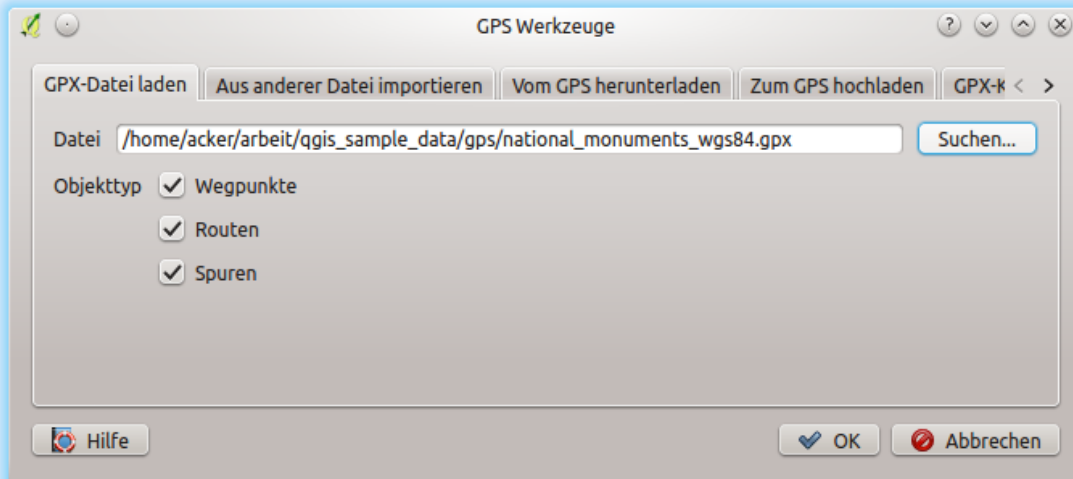 GPS Werkzeuge
GPX-Datei laden Aus anderer Datei importieren Vom GPS herunterladen Zum GPS hochladen GPX-K
Datei /home/acker/arbeit/qgis_sample_data/gps/national_monuments_wgs84.gpx Suchen...
Objekttyp Wegpunkte
Routen
Spuren
Hilfe OK Abbrechen